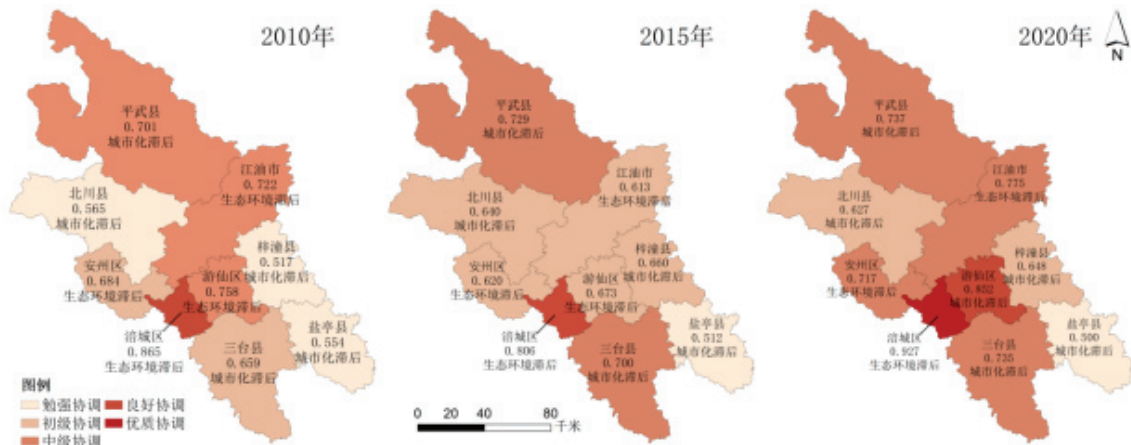 2010年
平武县
0.701
城市化滞后
江油市
0.722
生态环境滞后
北川县
0.565
城市化滞后
梓潼县
0.517
城市化滞后
安州区
0.684
生态环境滞后
游仙区
0.758
生态环境滞后
涪城区
0.865
生态环境滞后
三台县
0.659
城市化滞后
盐亭县
0.554
城市化滞后
图例
勉强协调
良好协调
初级协调
优质协调
中级协调
2015年
平武县
0.729
城市化滞后
江油市
0.613
生态环境滞后
北川县
0.640
城市化滞后
梓潼县
0.660
城市化滞后
安州区
0.620
生态环境滞后
游仙区
0.673
生态环境滞后
涪城区
0.806
生态环境滞后
三台县
0.700
城市化滞后
盐亭县
0.512
城市化滞后
0 20 40 80
千米
2020年
N
平武县
0.737
城市化滞后
江油市
0.775
生态环境滞后
北川县
0.627
城市化滞后
梓潼县
0.648
城市化滞后
安州区
0.717
生态环境滞后
游仙区
0.852
城市化滞后
涪城区
0.927
生态环境滞后
三台县
0.735
城市化滞后
盐亭县
0.500
城市化滞后